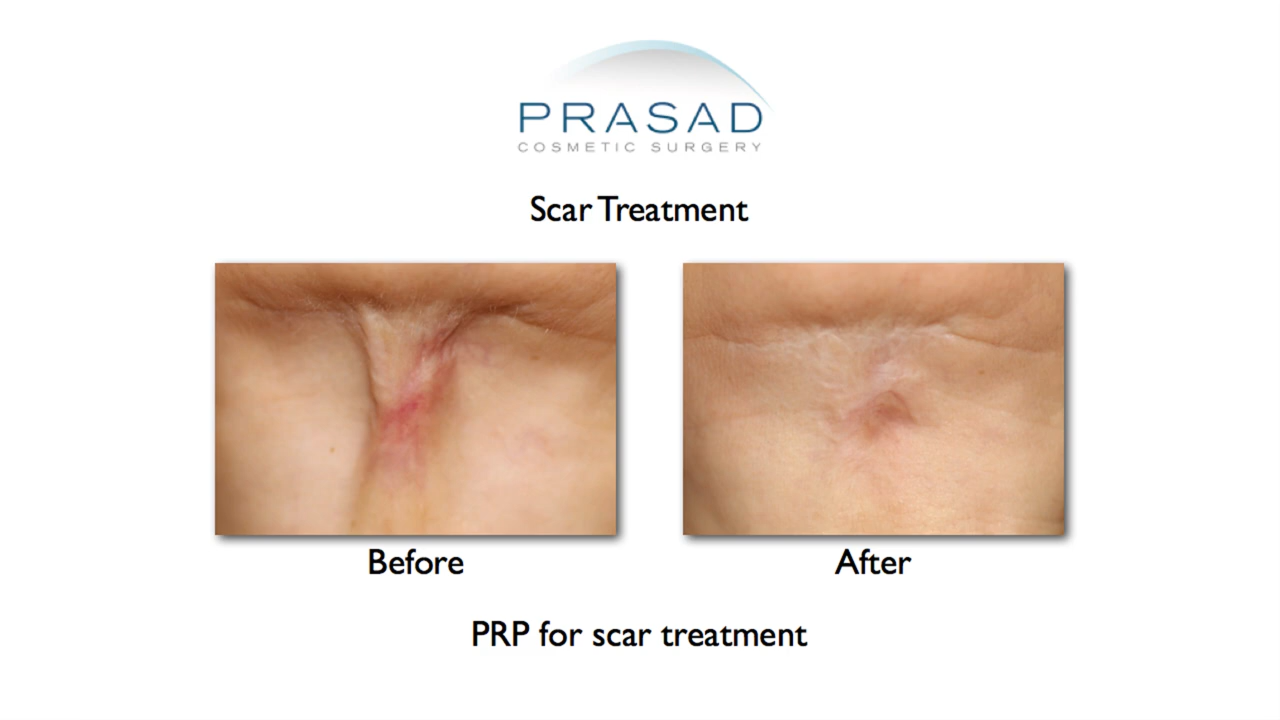 PRASAD
COSMETIC SURGERY
Scar Treatment
Before
After
PRP for scar treatment